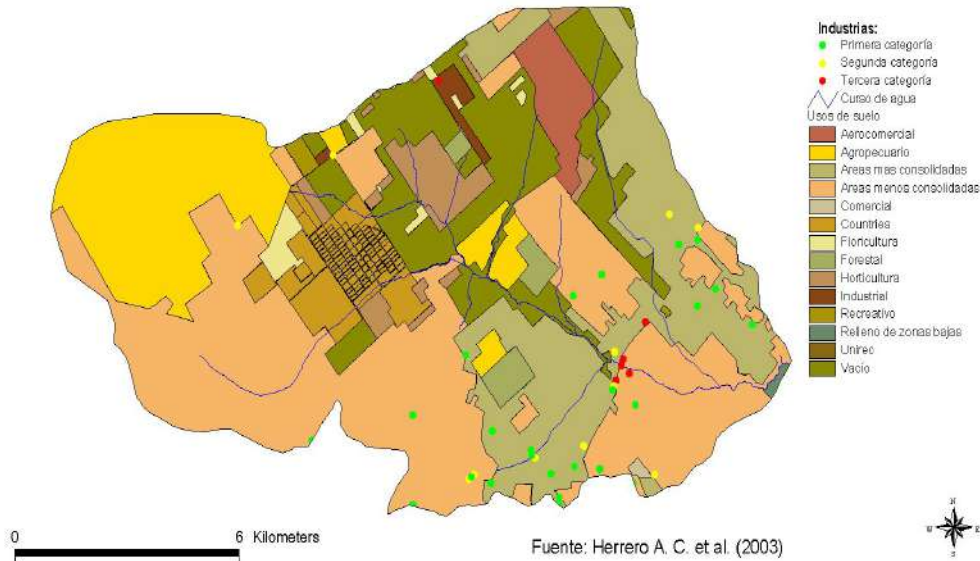 Industrias:
Primera categoría
Segunda categoría
Tercera categoría
Curso de agua
Usos de suelo
Aerocomercial
Agropecuario
Areas mas consolidadas
Areas menos consolidadas
Comercial
Countries
Floricultura
Forestal
Horticultura
Industrial
Recreativo
Relleno de zonas bajas
Unirec
Vacío
0 6 Kilometers
Fuente: Herrero A. C. et al. (2003)
N
W E
S